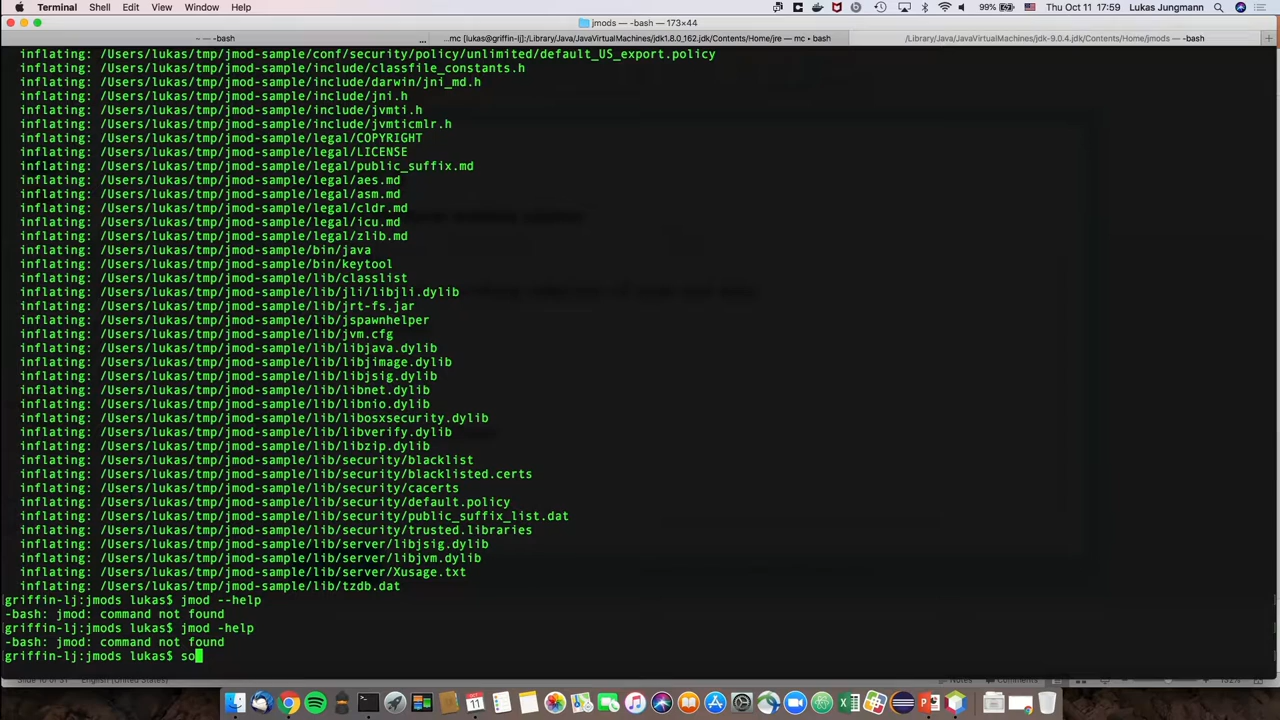 Terminal Shell Edit View Window Help 99% Thu Oct 11 17:59 Lukas Jungmann
jmods — -bash — 173×44
~ — -bash ... ...mc [lukas@griffin-lj]:/Library/Java/JavaVirtualMachines/jdk1.8.0_162.jdk/Contents/Home/jre — mc • bash /Library/Java/JavaVirtualMachines/jdk-9.0.4.jdk/Contents/Home/jmods — -bash +
inflating: /Users/lukas/tmp/jmod-sample/conf/security/policy/unlimited/default_US_export.policy
inflating: /Users/lukas/tmp/jmod-sample/include/classfile_constants.h
inflating: /Users/lukas/tmp/jmod-sample/include/darwin/jni_md.h
inflating: /Users/lukas/tmp/jmod-sample/include/jni.h
inflating: /Users/lukas/tmp/jmod-sample/include/jvmti.h
inflating: /Users/lukas/tmp/jmod-sample/include/jvmticmlr.h
inflating: /Users/lukas/tmp/jmod-sample/legal/COPYRIGHT
inflating: /Users/lukas/tmp/jmod-sample/legal/LICENSE
inflating: /Users/lukas/tmp/jmod-sample/legal/public_suffix.md
inflating: /Users/lukas/tmp/jmod-sample/legal/aes.md
inflating: /Users/lukas/tmp/jmod-sample/legal/asm.md
inflating: /Users/lukas/tmp/jmod-sample/legal/cldr.md
inflating: /Users/lukas/tmp/jmod-sample/legal/icu.md
inflating: /Users/lukas/tmp/jmod-sample/legal/zlib.md
inflating: /Users/lukas/tmp/jmod-sample/bin/java
inflating: /Users/lukas/tmp/jmod-sample/bin/keytool
inflating: /Users/lukas/tmp/jmod-sample/lib/classlist
inflating: /Users/lukas/tmp/jmod-sample/lib/jli/libjli.dylib
inflating: /Users/lukas/tmp/jmod-sample/lib/jrt-fs.jar
inflating: /Users/lukas/tmp/jmod-sample/lib/jspawnhelper
inflating: /Users/lukas/tmp/jmod-sample/lib/jvm.cfg
inflating: /Users/lukas/tmp/jmod-sample/lib/libjava.dylib
inflating: /Users/lukas/tmp/jmod-sample/lib/libjimage.dylib
inflating: /Users/lukas/tmp/jmod-sample/lib/libjsig.dylib
inflating: /Users/lukas/tmp/jmod-sample/lib/libnet.dylib
inflating: /Users/lukas/tmp/jmod-sample/lib/libnio.dylib
inflating: /Users/lukas/tmp/jmod-sample/lib/libosxsecurity.dylib
inflating: /Users/lukas/tmp/jmod-sample/lib/libverify.dylib
inflating: /Users/lukas/tmp/jmod-sample/lib/libzip.dylib
inflating: /Users/lukas/tmp/jmod-sample/lib/security/blacklist
inflating: /Users/lukas/tmp/jmod-sample/lib/security/blacklisted.certs
inflating: /Users/lukas/tmp/jmod-sample/lib/security/cacerts
inflating: /Users/lukas/tmp/jmod-sample/lib/security/default.policy
inflating: /Users/lukas/tmp/jmod-sample/lib/security/public_suffix_list.dat
inflating: /Users/lukas/tmp/jmod-sample/lib/security/trusted.libraries
inflating: /Users/lukas/tmp/jmod-sample/lib/server/libjsig.dylib
inflating: /Users/lukas/tmp/jmod-sample/lib/server/libjvm.dylib
inflating: /Users/lukas/tmp/jmod-sample/lib/server/Xusage.txt
inflating: /Users/lukas/tmp/jmod-sample/lib/tzdb.dat
griffin-lj:jmods lukas$ jmod --help
-bash: jmod: command not found
griffin-lj:jmods lukas$ jmod -help
-bash: jmod: command not found
griffin-lj:jmods lukas$ so
English (United States) Notes Comments